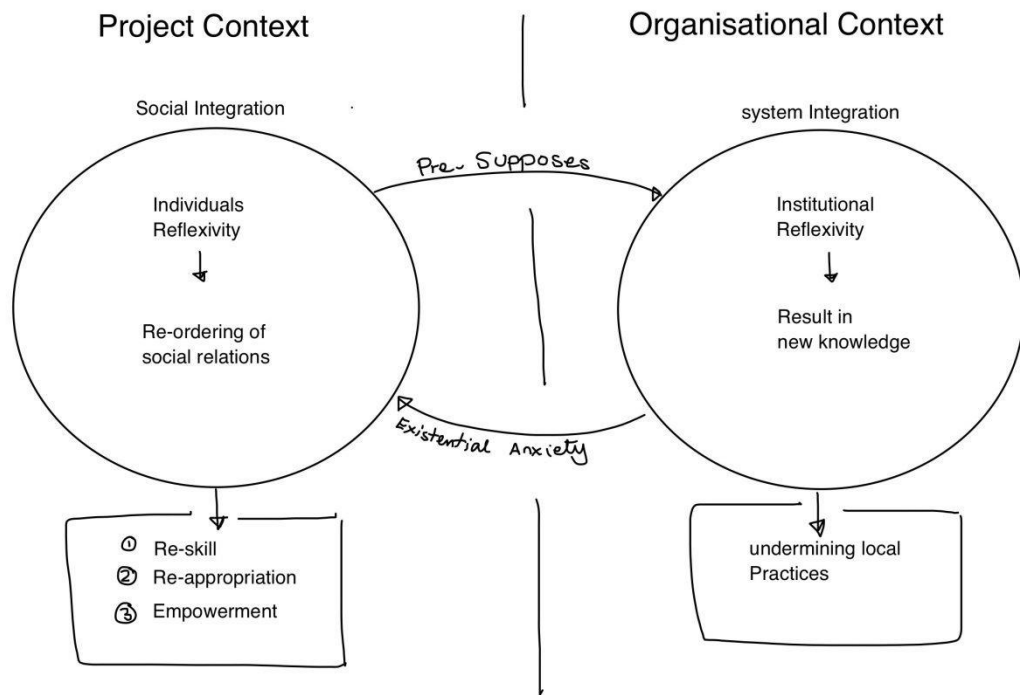 Project Context
Organisational Context
Social Integration
system Integration
Pre-Supposes
Individuals
Reflexivity
Institutional
Reflexivity
Re-ordering of
social relations
Result in
new knowledge
Existential Anxiety
① Re-skill
② Re-appropriation
③ Empowerment
undermining local
Practices